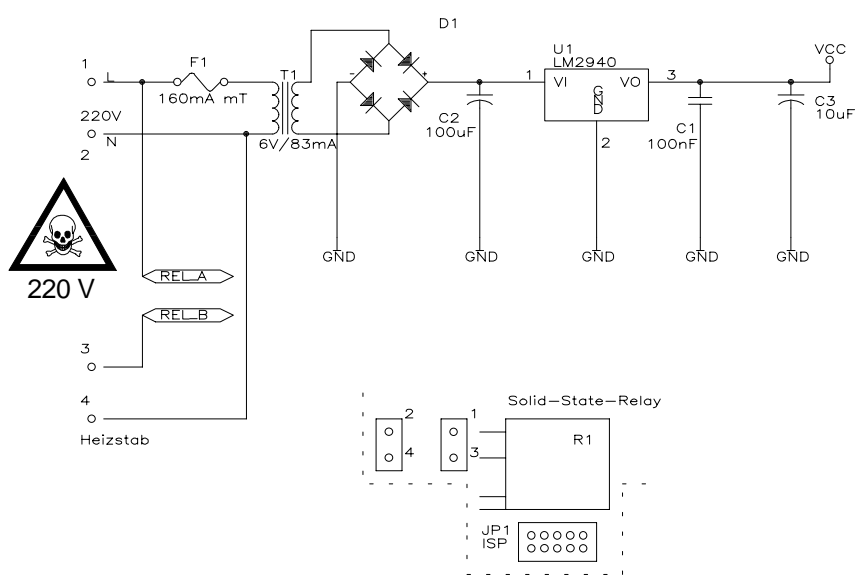 D1
1
L
F1
160mA mT
T1
220V
N
2
6V/83mA
-
+
C2
100uF
1
U1
LM2940
VI
VO
GND
3
2
C1
100nF
VCC
C3
10uF
GND
GND
GND
GND
GND
220 V
REL_A
REL_B
3
4
Heizstab
Solid-State-Relay
2
4
1
3
R1
JP1
ISP